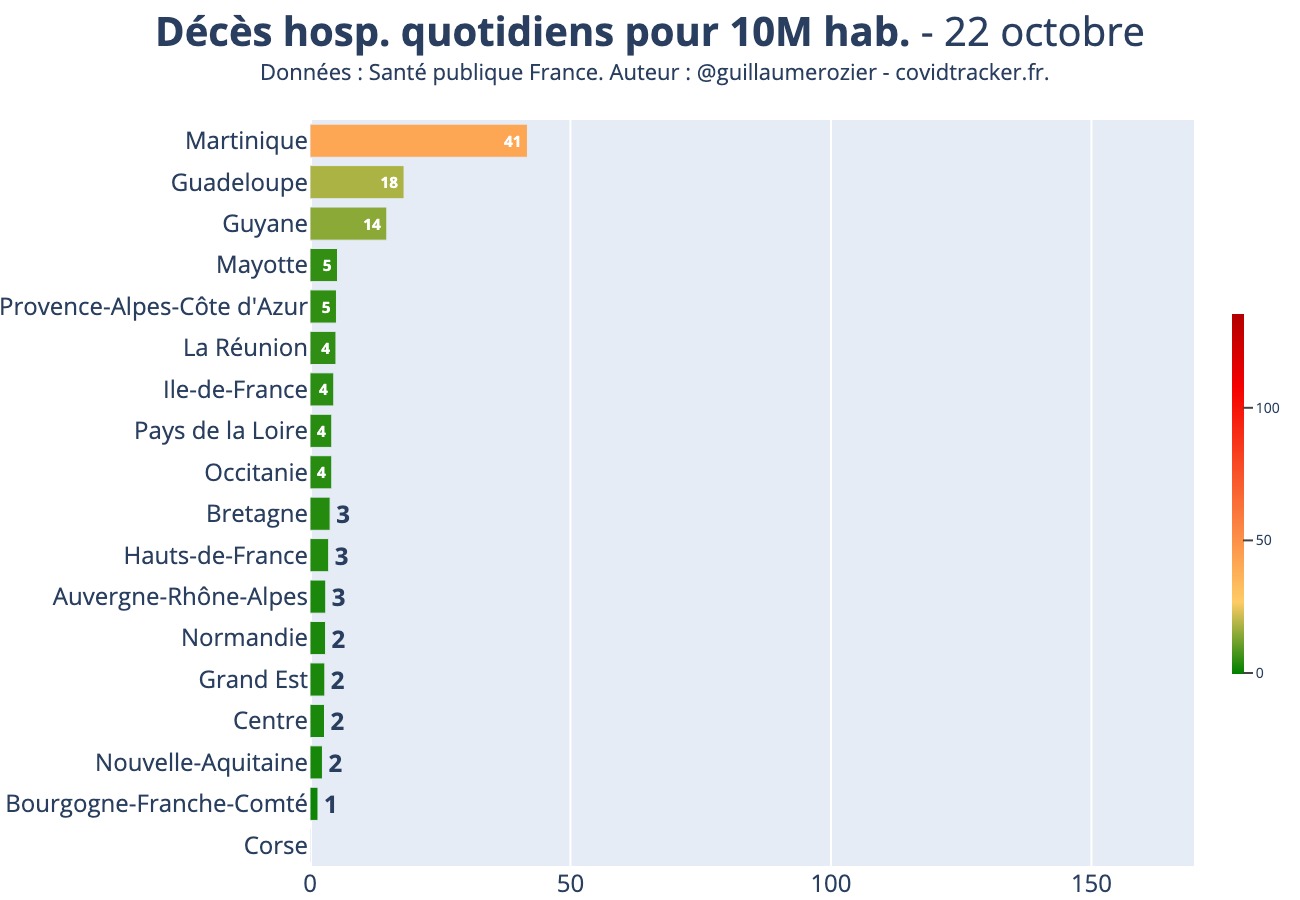 Décès hosp. quotidiens pour 10M hab. - 22 octobre
Données : Santé publique France. Auteur : @guillaumerozier - covidtracker.fr.
Martinique 41
Guadeloupe 18
Guyane 14
Mayotte 5
Provence-Alpes-Côte d'Azur 5
La Réunion 4
Ile-de-France 4
Pays de la Loire 4
Occitanie 4
Bretagne 3
Hauts-de-France 3
Auvergne-Rhône-Alpes 3
Normandie 2
Grand Est 2
Centre 2
Nouvelle-Aquitaine 2
Bourgogne-Franche-Comté 1
Corse
0 50 100 150
100
50
0